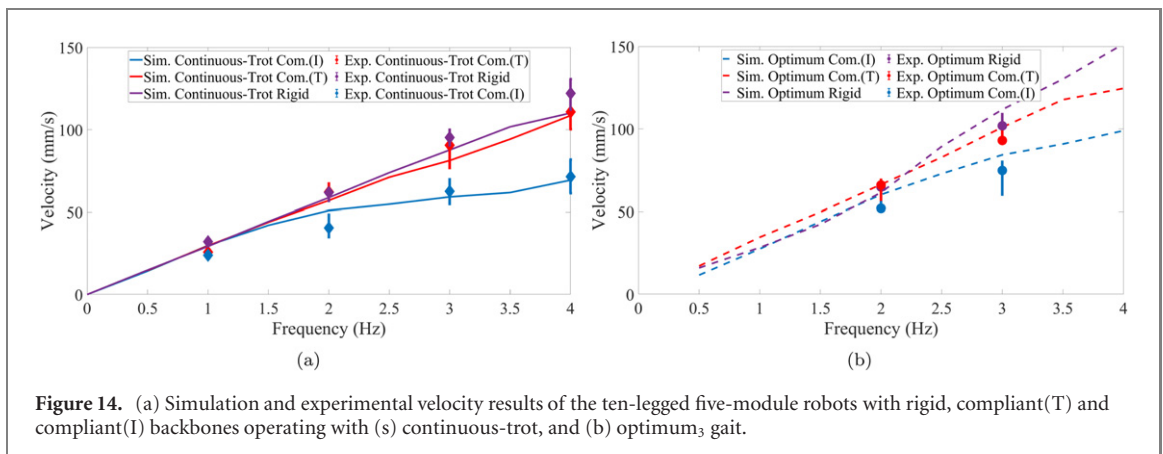 150
Sim. Continuous-Trot Com.(I)
Exp. Continuous-Trot Com.(T)
Sim. Continuous-Trot Com.(T)
Exp. Continuous-Trot Rigid
Sim. Continuous-Trot Rigid
Exp. Continuous-Trot Com.(I)
100
50
0
Velocity (mm/s)
0 0.5 1 1.5 2 2.5 3 3.5 4
Frequency (Hz)
(a)
150
Sim. Optimum Com.(I)
Exp. Optimum Rigid
Sim. Optimum Com.(T)
Exp. Optimum Com.(T)
Sim. Optimum Rigid
Exp. Optimum Com.(I)
100
50
0
Velocity (mm/s)
0 0.5 1 1.5 2 2.5 3 3.5 4
Frequency (Hz)
(b)
Figure 14. (a) Simulation and experimental velocity results of the ten-legged five-module robots with rigid, compliant(T) and
compliant(I) backbones operating with (s) continuous-trot, and (b) optimum₃ gait.